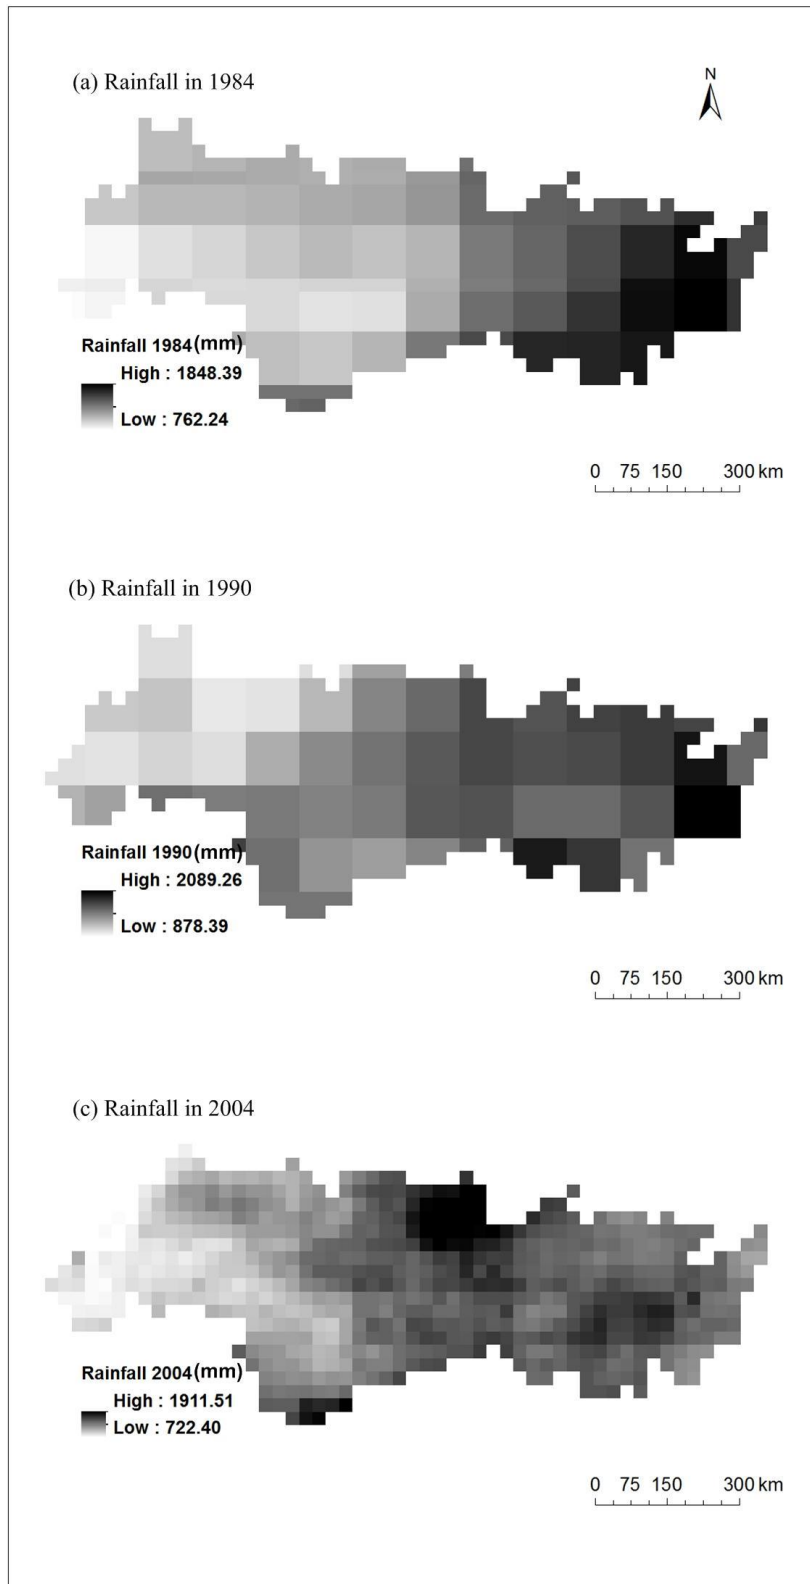 (a) Rainfall in 1984
N
Rainfall 1984 (mm)
High : 1848.39
Low : 762.24
0 75 150 300 km
(b) Rainfall in 1990
Rainfall 1990 (mm)
High : 2089.26
Low : 878.39
0 75 150 300 km
(c) Rainfall in 2004
Rainfall 2004 (mm)
High : 1911.51
Low : 722.40
0 75 150 300 km